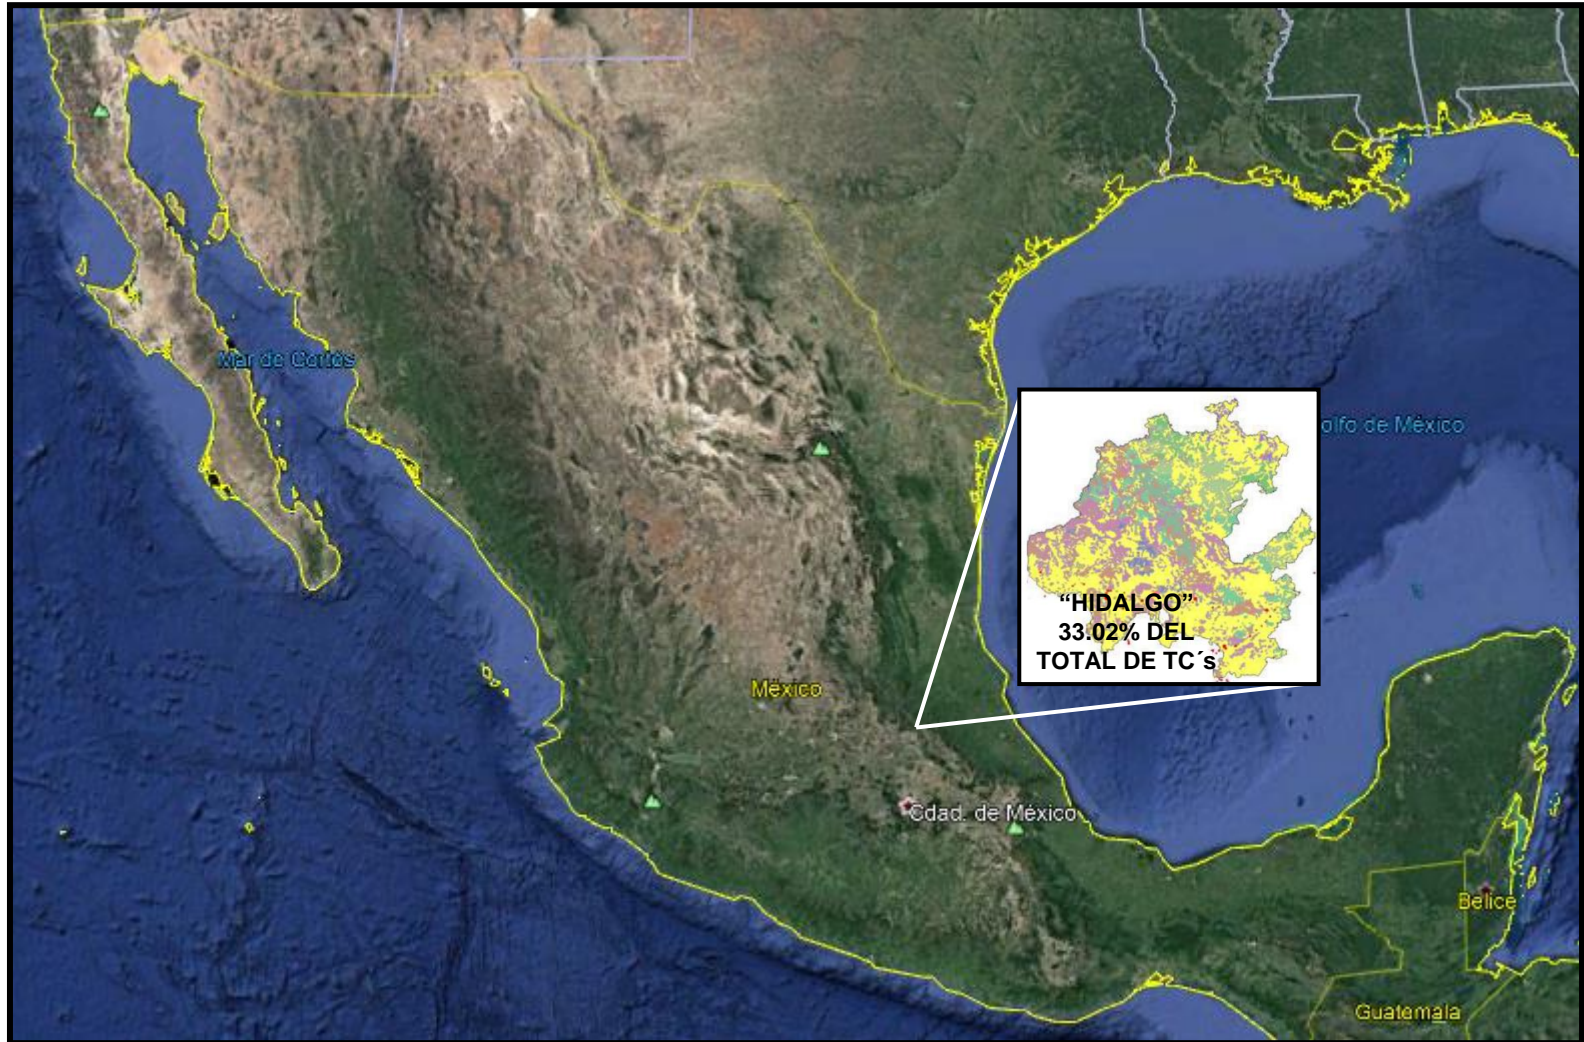 Mar de Cortés
olfo de México
“HIDALGO”
33.02% DEL
TOTAL DE TC´s
México
Cdad. de México
Belice
Guatemala